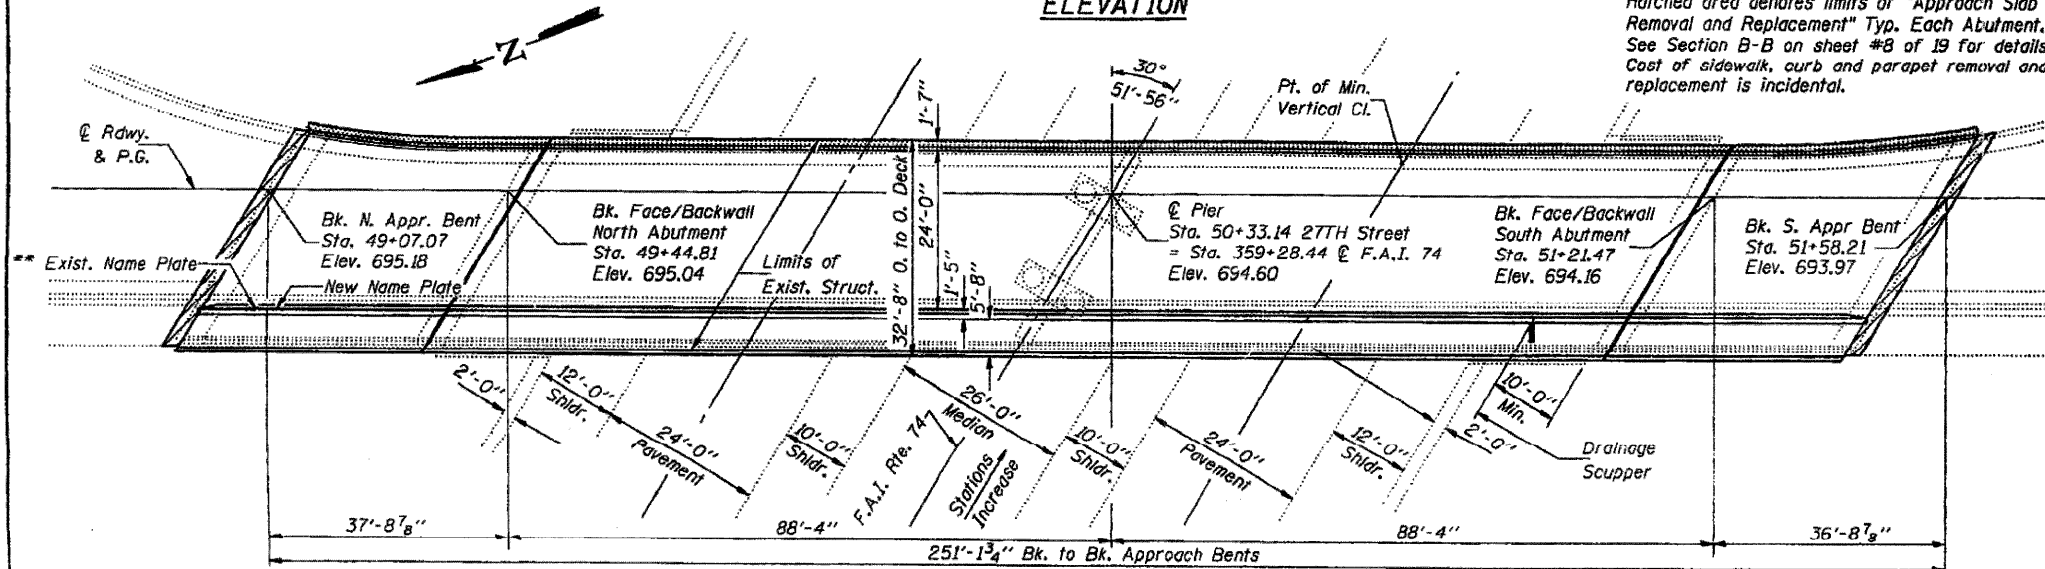 ELEVATION
Hatched area denotes limits of "Approach Slab
Removal and Replacement" Typ. Each Abutment.
See Section B-B on sheet #8 of 19 for details
Cost of sidewalk, curb and parapet removal and
replacement is incidental.
N
30°
51'-56"
Pt. of Min.
Vertical Cl.
℄ Rdwy.
& P.G.
1'-7"
32'-8" O. to O. Deck
24'-0"
1'-5"
5'-8"
Bk. N. Appr. Bent
Sta. 49+07.07
Elev. 695.18
Bk. Face/Backwall
North Abutment
Sta. 49+44.81
Elev. 695.04
Limits of
Exist. Struct.
℄ Pier
Sta. 50+33.14 27TH Street
= Sta. 359+28.44 ℄ F.A.I. 74
Elev. 694.60
Bk. Face/Backwall
South Abutment
Sta. 51+21.47
Elev. 694.16
Bk. S. Appr Bent
Sta. 51+58.21
Elev. 693.97
** Exist. Name Plate
New Name Plate
2'-0"
12'-0"
Shldr.
24'-0"
Pavement
10'-0"
Shldr.
F.A.I. Rte. 74
26'-0"
Median
Stations
Increase
10'-0"
Shldr.
24'-0"
Pavement
12'-0"
Shldr.
2'-0"
10'-0"
Min.
Drainage
Scupper
37'-8⅞"
88'-4"
88'-4"
36'-8⅞"
251'-1¾" Bk. to Bk. Approach Bents